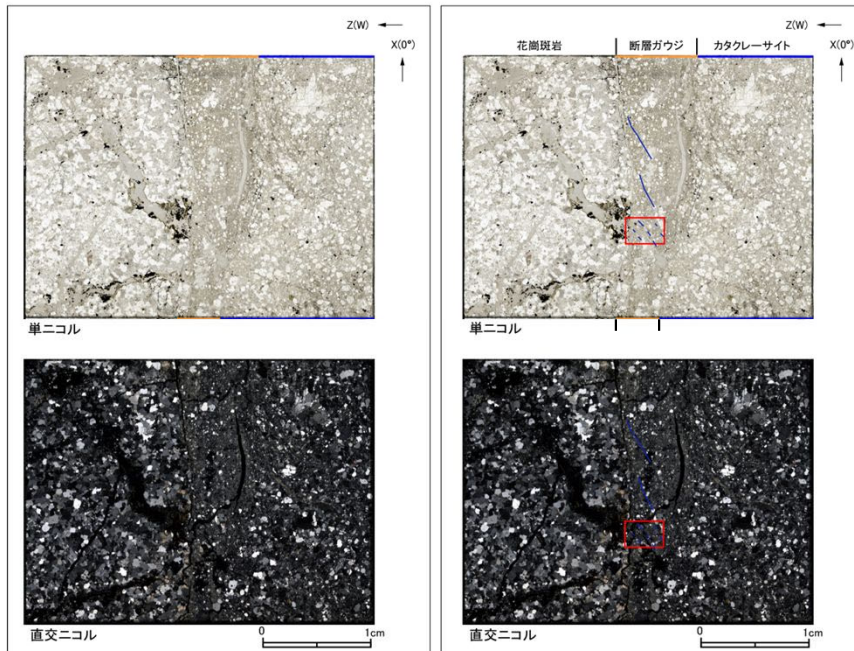 Z(W)
X(0°)
単ニコル
直交ニコル
0
1cm
Z(W)
花崗斑岩
断層ガウジ
カタクレーサイト
X(0°)
単ニコル
直交ニコル
0
1cm